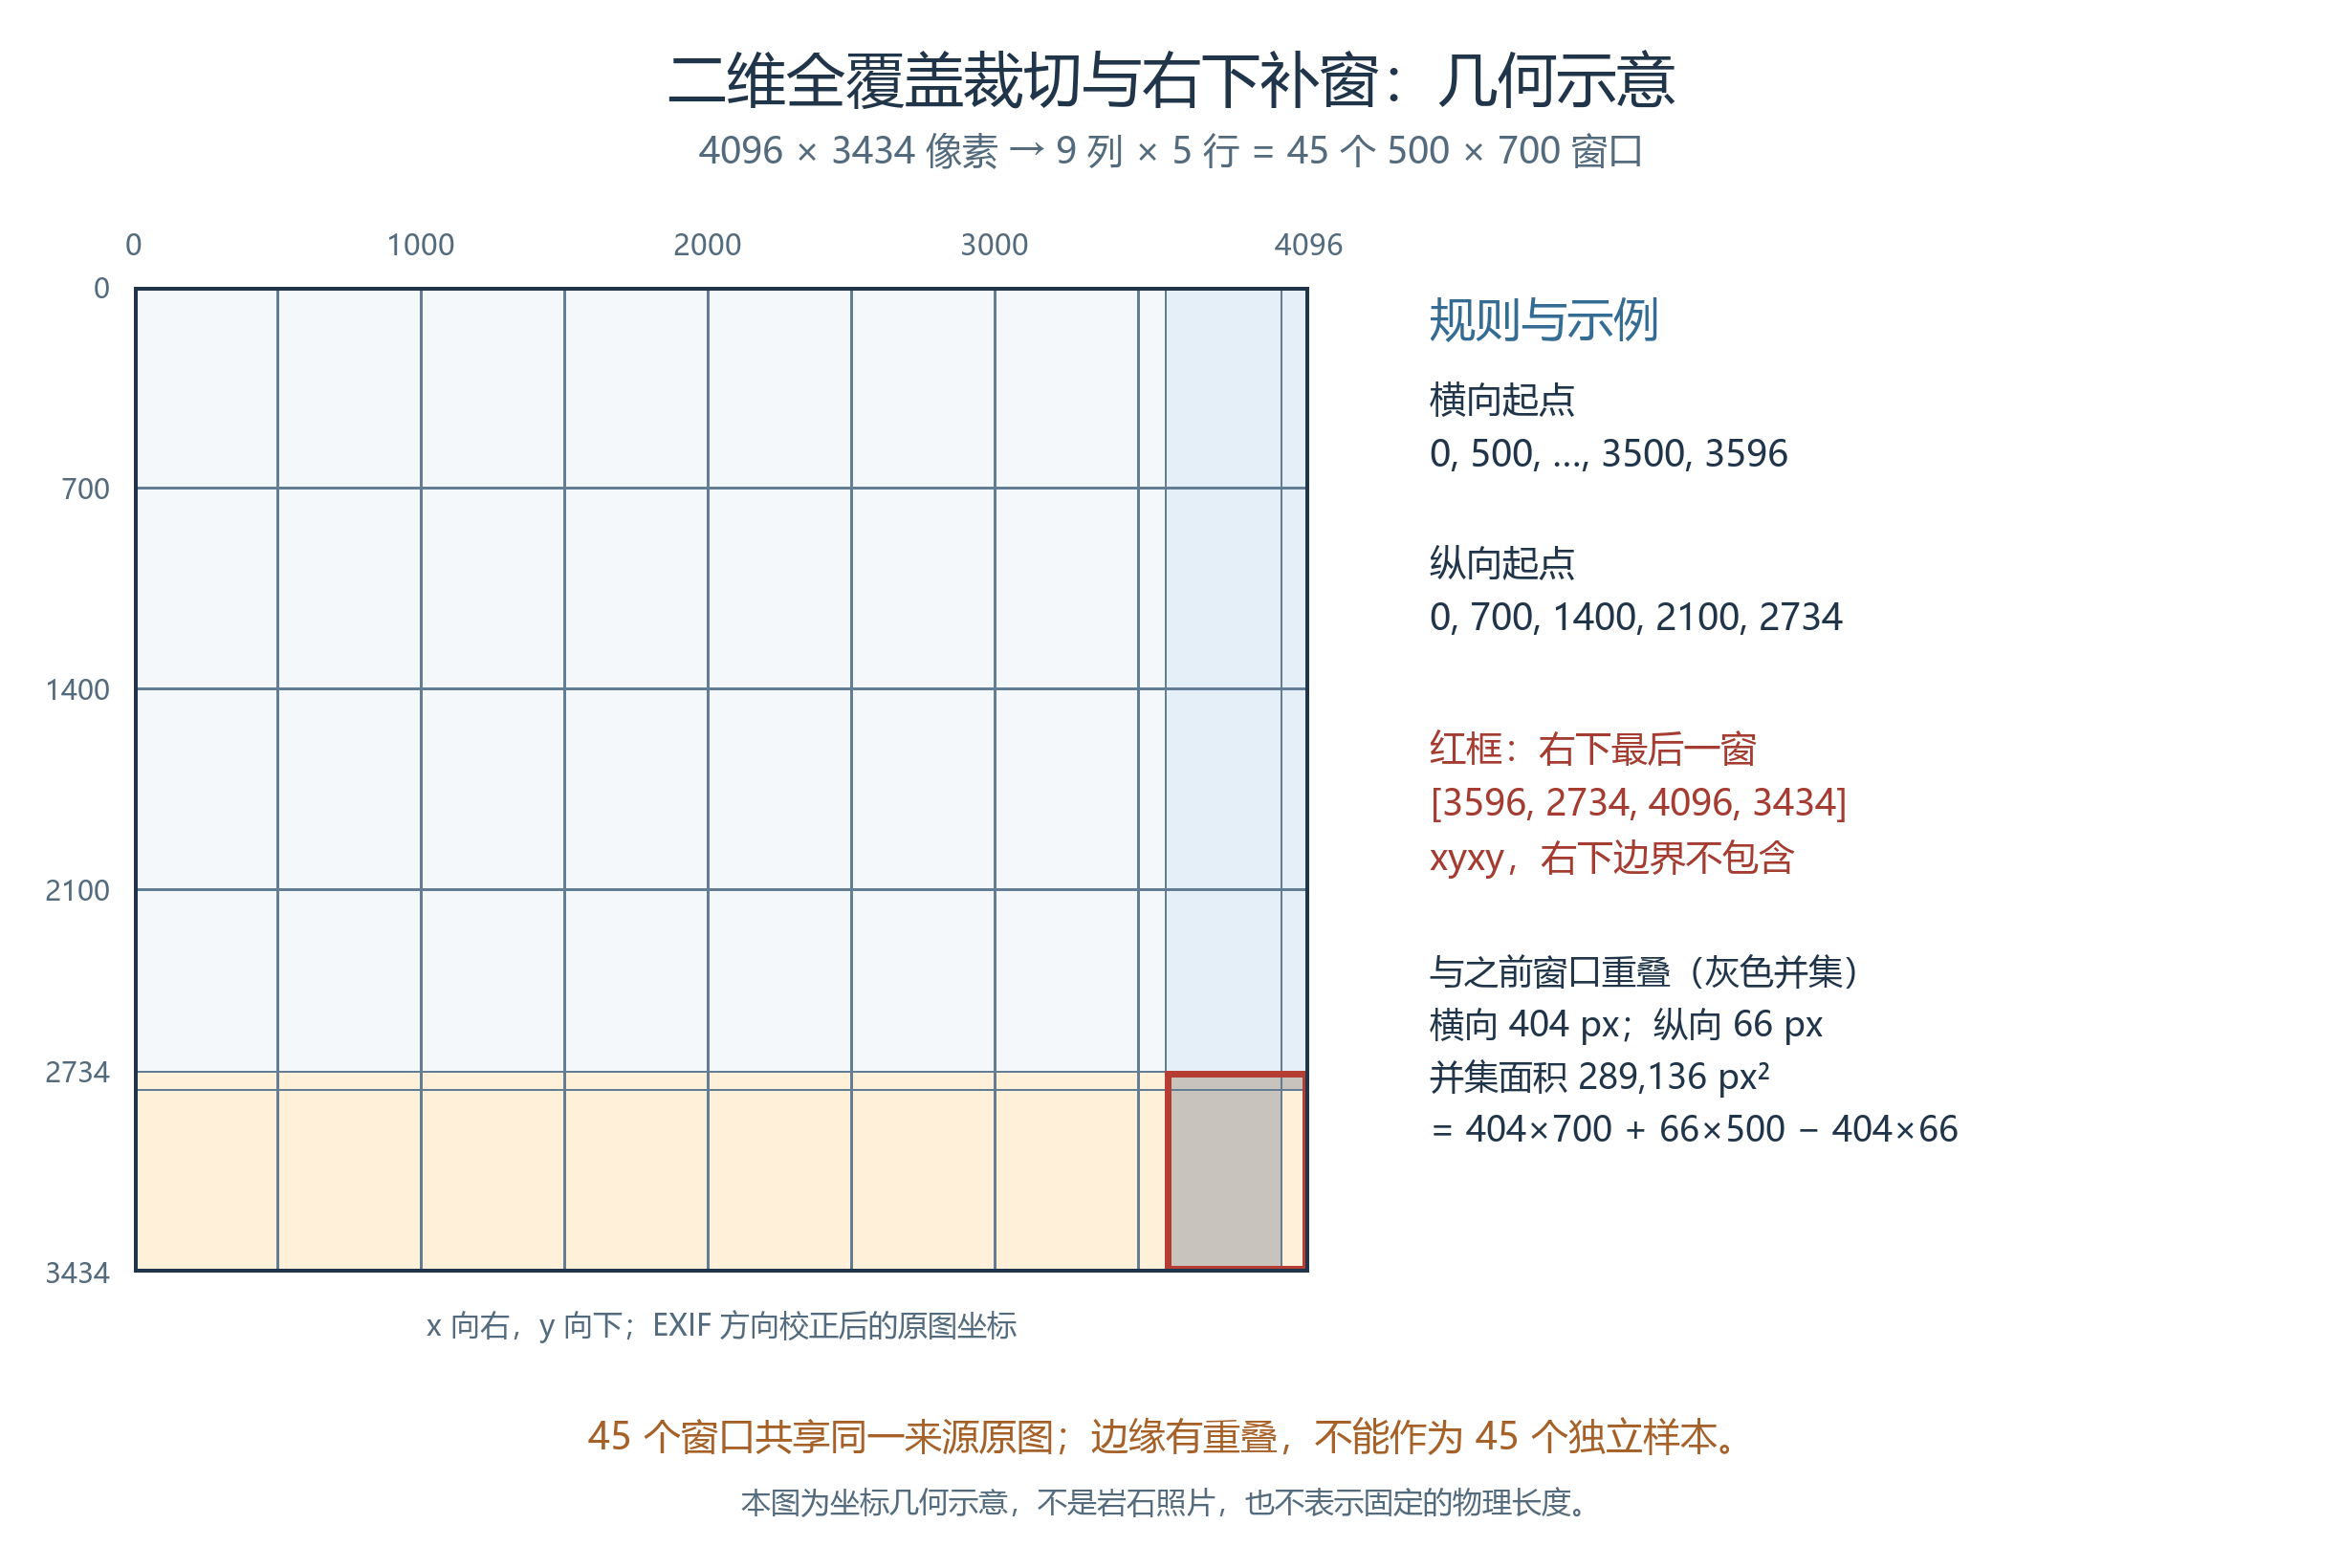 二维全覆盖裁切与右下补窗：几何示意
4096 × 3434 像素 → 9 列 × 5 行 = 45 个 500 × 700 窗口
0 1000 2000 3000 4096
0
700
1400
2100
2734
3434
规则与示例
横向起点
0, 500, ..., 3500, 3596
纵向起点
0, 700, 1400, 2100, 2734
红框：右下最后一窗
[3596, 2734, 4096, 3434]
xyxy，右下边界不包含
与之前窗口重叠（灰色并集）
横向 404 px；纵向 66 px
并集面积 289,136 px²
= 404×700 + 66×500 − 404×66
x 向右，y 向下；EXIF 方向校正后的原图坐标
45 个窗口共享同一来源原图；边缘有重叠，不能作为 45 个独立样本。
本图为坐标几何示意，不是岩石照片，也不表示固定的物理长度。